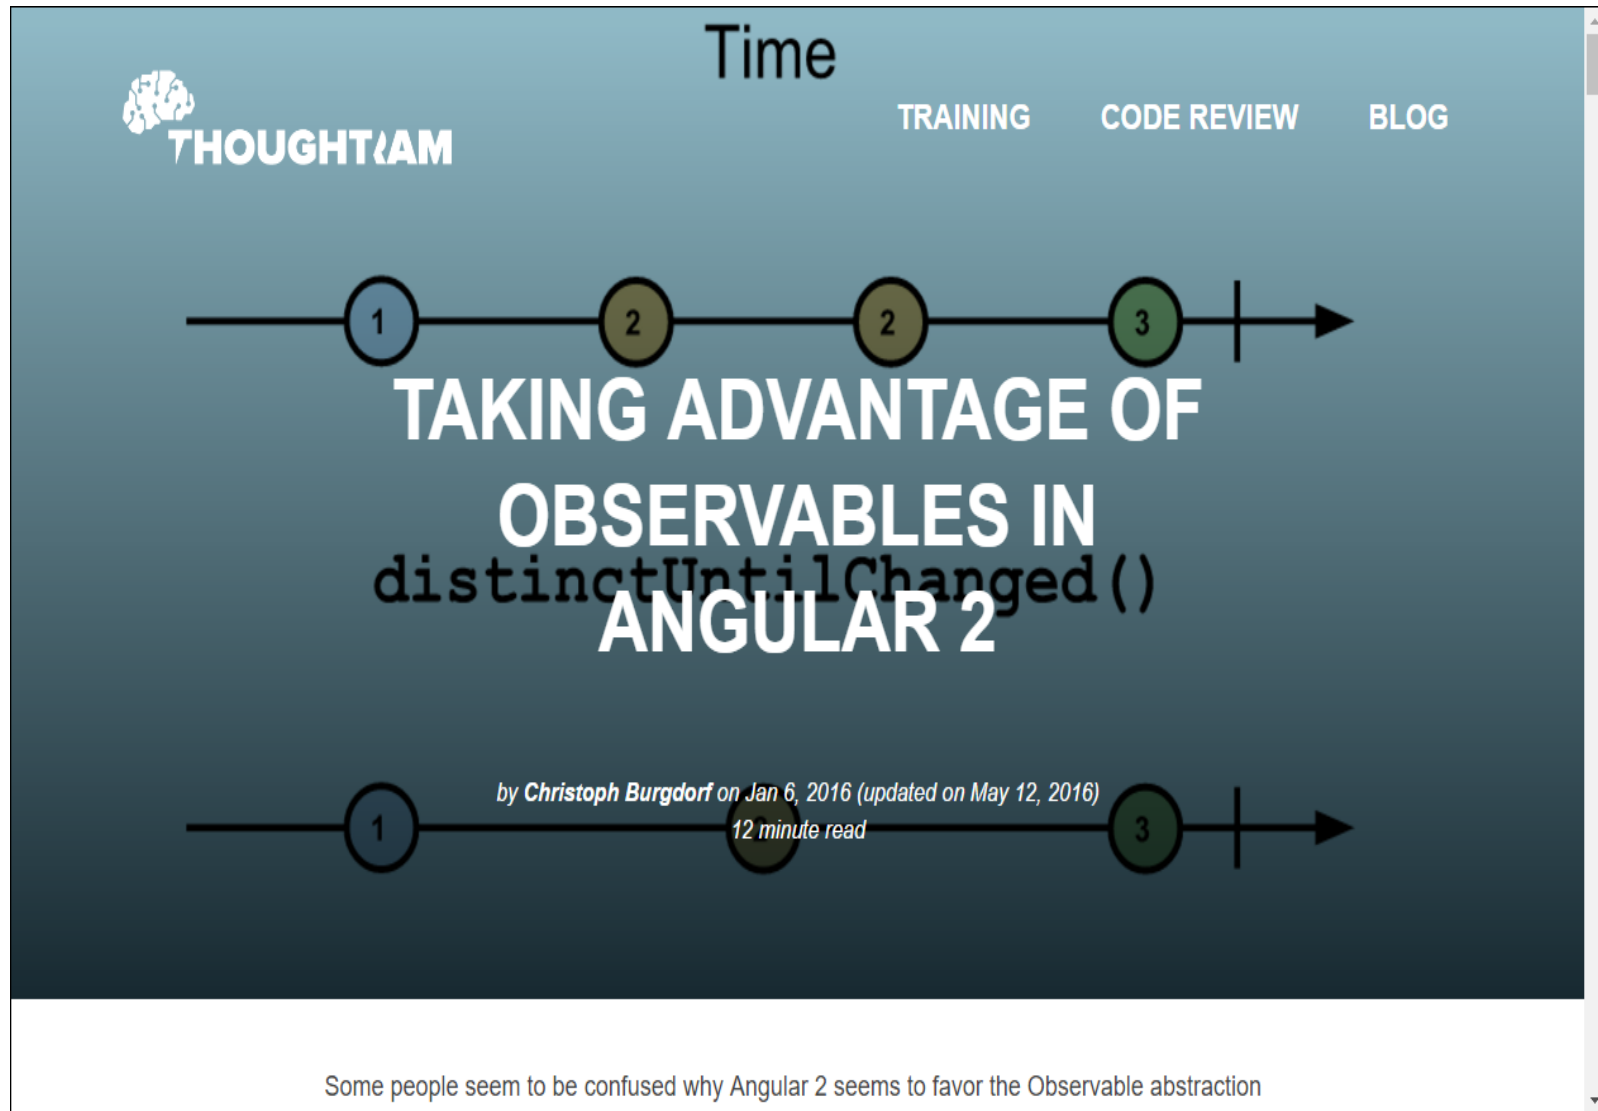 Time
THOUGHTRAM
TRAINING CODE REVIEW BLOG
1 2 2 3
TAKING ADVANTAGE OF
OBSERVABLES IN
distinctUntilChanged()
ANGULAR 2
by Christoph Burgdorf on Jan 6, 2016 (updated on May 12, 2016)
12 minute read
1 2 3
Some people seem to be confused why Angular 2 seems to favor the Observable abstraction